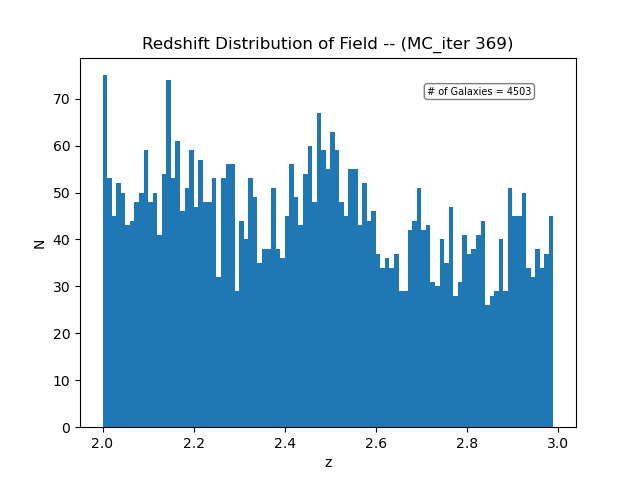 Redshift Distribution of Field -- (MC_iter 369)
# of Galaxies = 4503
N
70
60
50
40
30
20
10
0
2.0 2.2 2.4 2.6 2.8 3.0
z